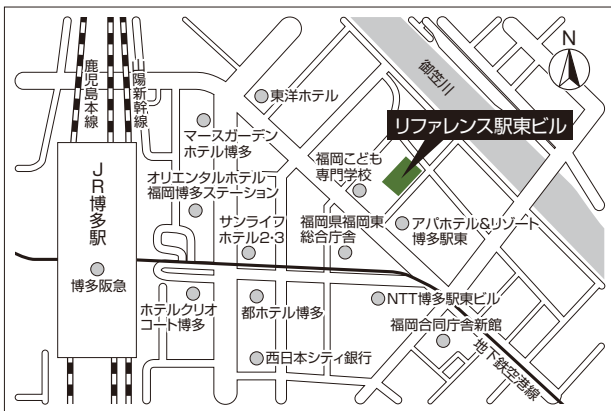 N
鹿児島本線
山陽新幹線
御笠川
東洋ホテル
リファレンス駅東ビル
マースガーデン
ホテル博多
福岡こども
専門学校
オリエンタルホテル
福岡博多ステーション
JR博多駅
サンライフ
ホテル2・3
福岡県福岡東
総合庁舎
アパホテル&リゾート
博多駅東
博多阪急
ホテルクリオ
コート博多
都ホテル博多
NTT博多駅東ビル
福岡合同庁舎新館
西日本シティ銀行
地下鉄空港線